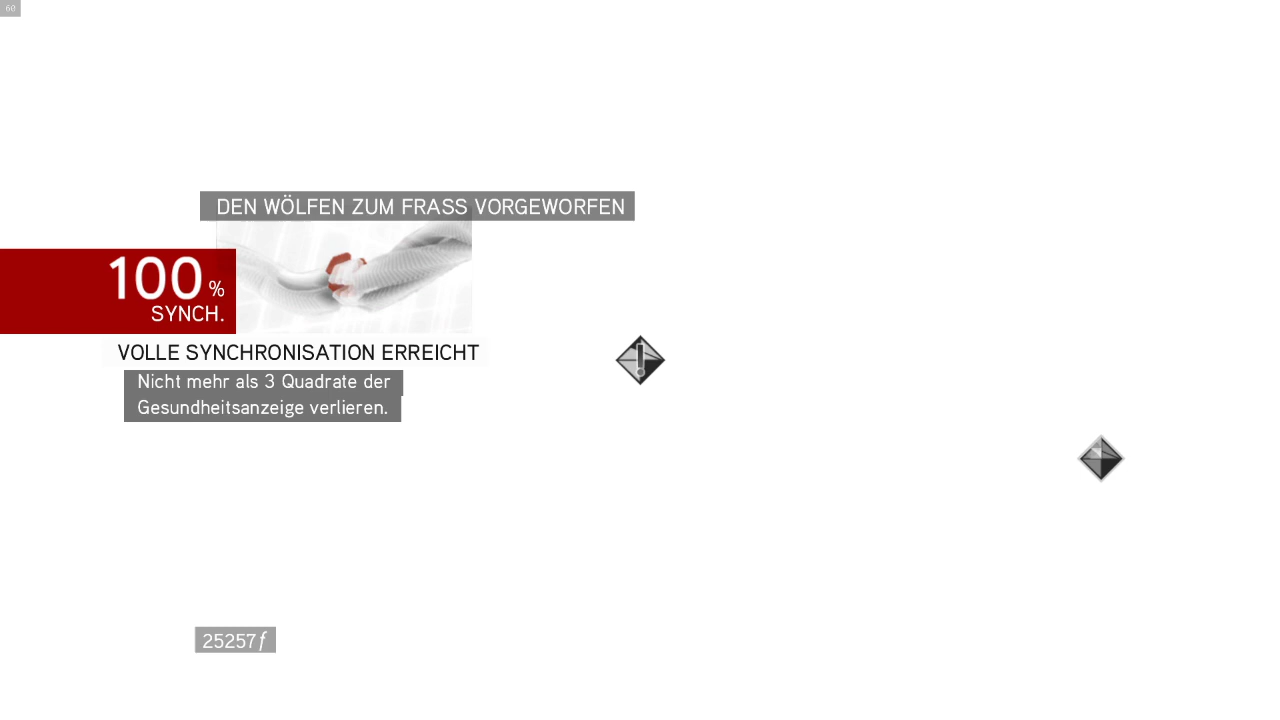 60
DEN WÖLFEN ZUM FRASS VORGEWORFEN
100 %
SYNCH.
VOLLE SYNCHRONISATION ERREICHT
Nicht mehr als 3 Quadrate der
Gesundheitsanzeige verlieren.
25257ƒ